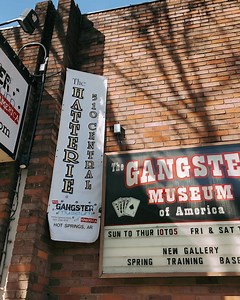 The
HATTERIE
510 CENTRAL
GANGSTER
HOT SPRINGS, AR
The GANGSTER
MUSEUM
of America
SUN TO THUR 10TO5 FRI & SAT
NEW GALLERY
SPRING TRAINING BASE